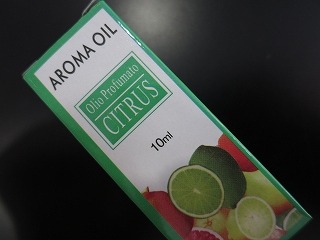 AROMA OIL
Olio Profumato
CITRUS
10ml